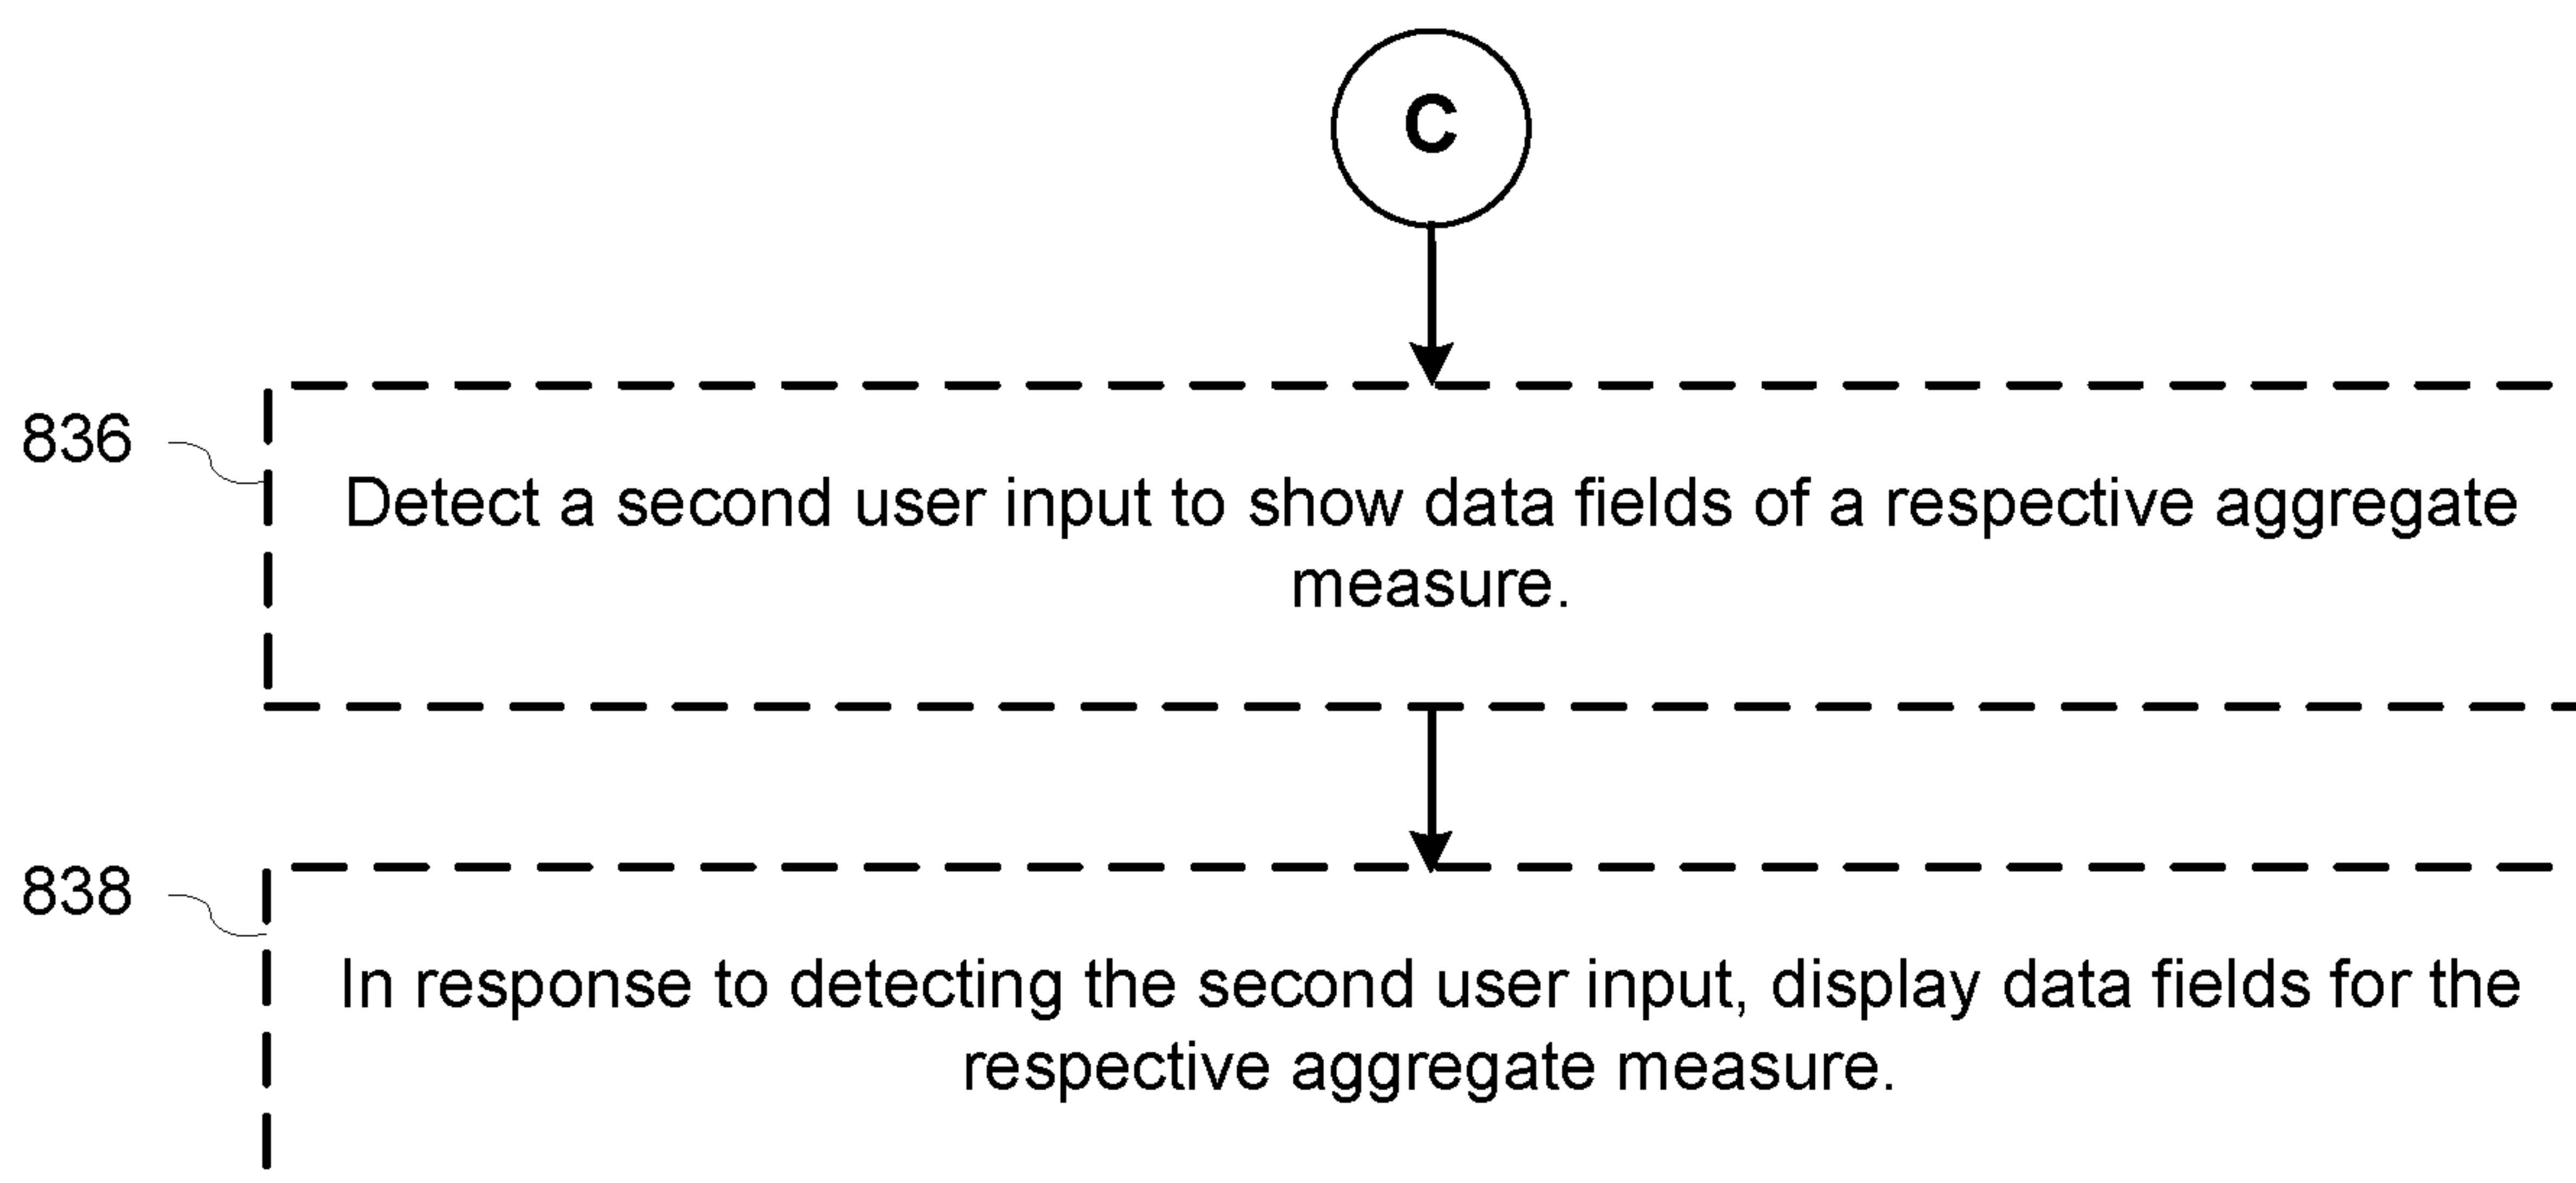 C
836
Detect a second user input to show data fields of a respective aggregate
measure.
838
In response to detecting the second user input, display data fields for the
respective aggregate measure.